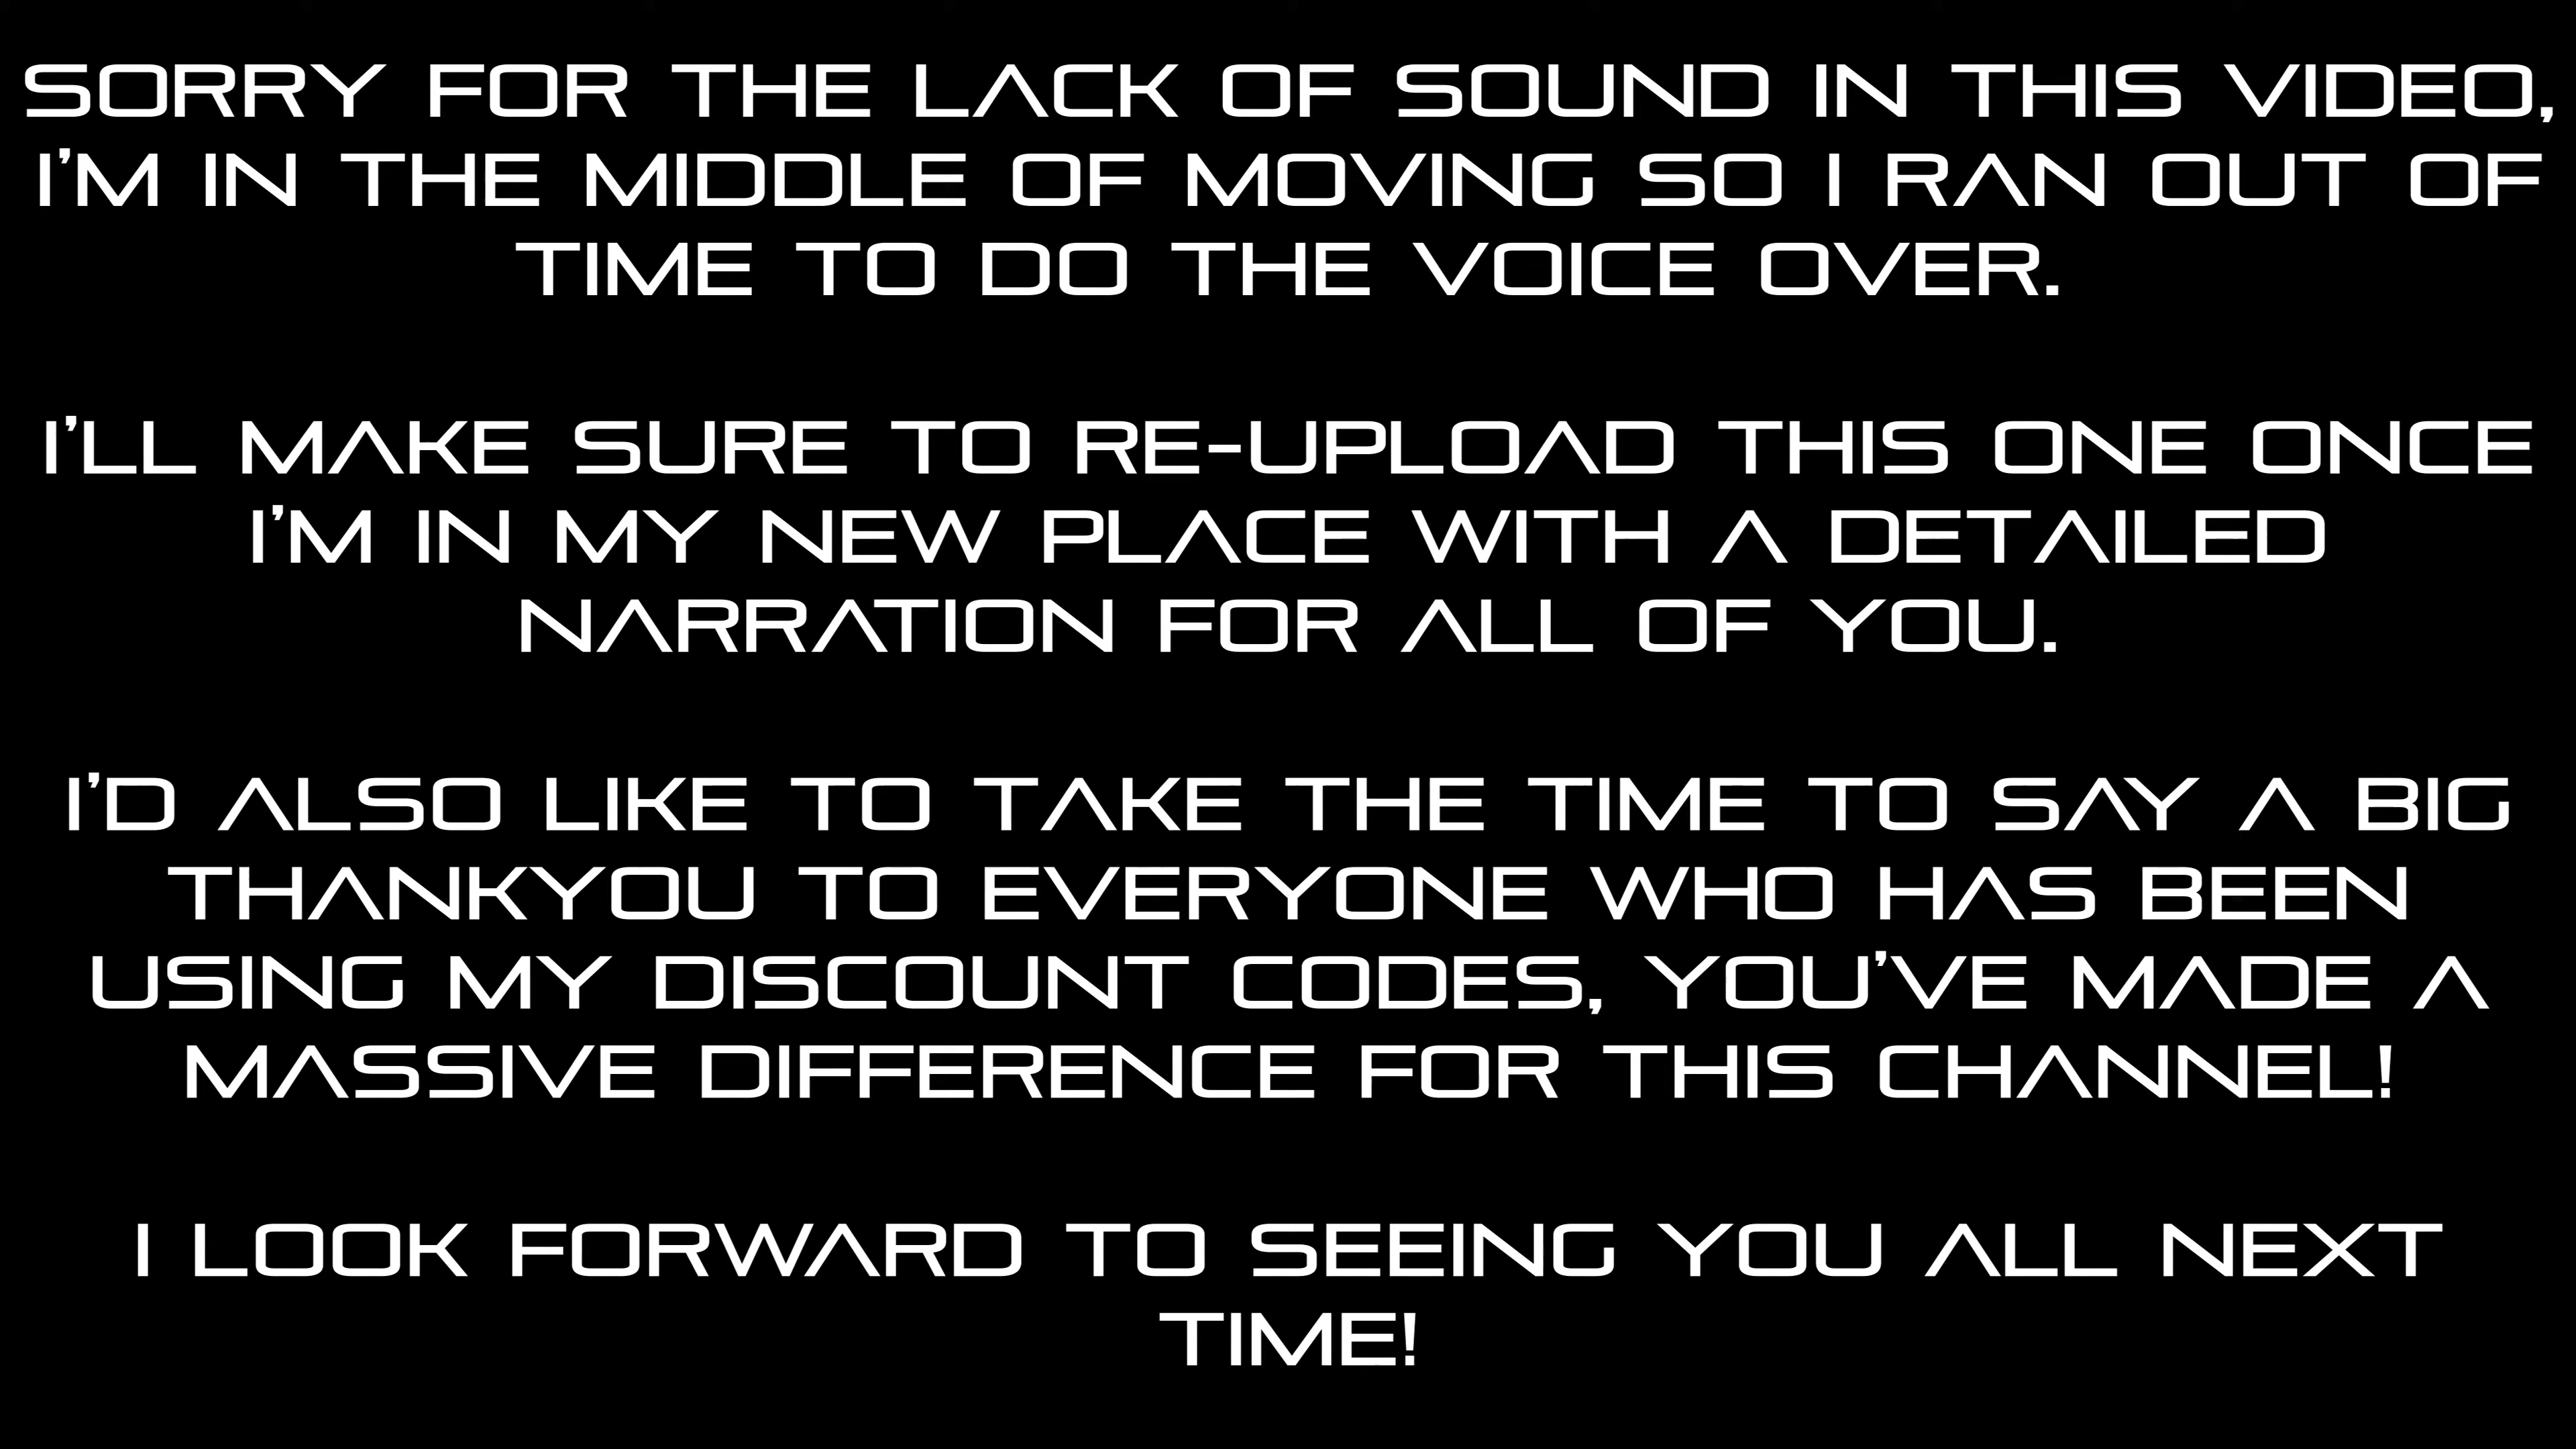 SORRY FOR THE LACK OF SOUND IN THIS VIDEO,
I'M IN THE MIDDLE OF MOVING SO I RAN OUT OF
TIME TO DO THE VOICE OVER.
I'LL MAKE SURE TO RE-UPLOAD THIS ONE ONCE
I'M IN MY NEW PLACE WITH A DETAILED
NARRATION FOR ALL OF YOU.
I'D ALSO LIKE TO TAKE THE TIME TO SAY A BIG
THANKYOU TO EVERYONE WHO HAS BEEN
USING MY DISCOUNT CODES, YOU'VE MADE A
MASSIVE DIFFERENCE FOR THIS CHANNEL!
I LOOK FORWARD TO SEEING YOU ALL NEXT
TIME!